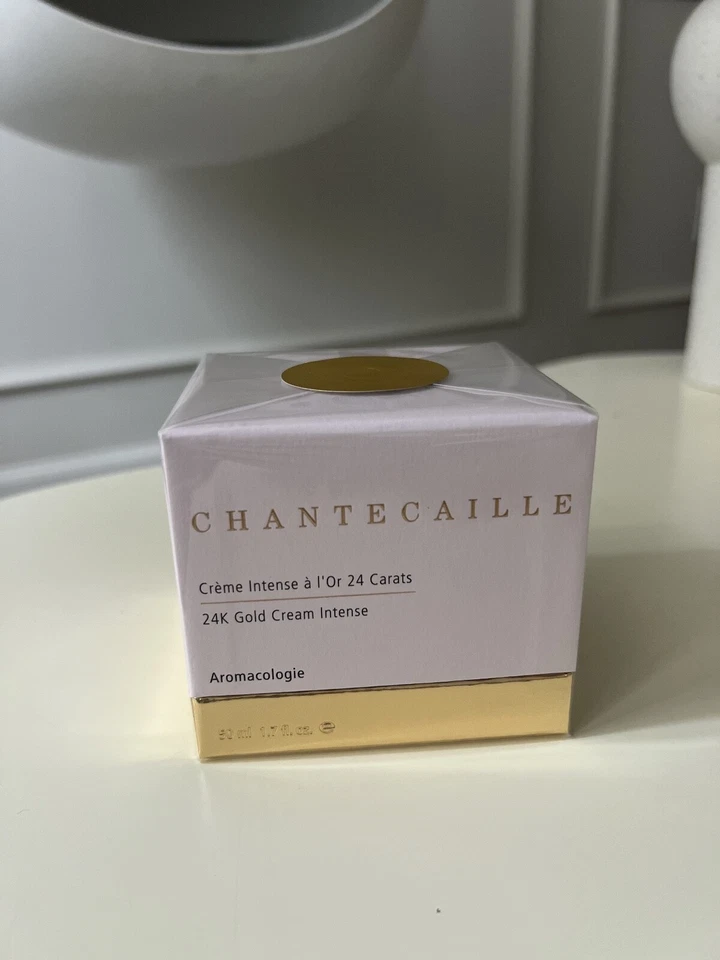 CHANTECAILLE
Crème Intense à l'Or 24 Carats
24K Gold Cream Intense
Aromacologie
50 ml 1.7 fl. oz. e